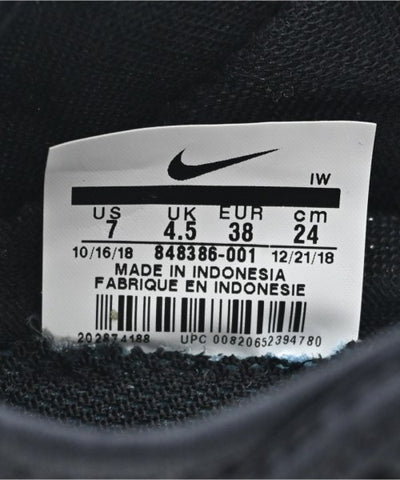 IW
US UK EUR cm
7 4.5 38 24
10/16/18 848386-001 12/21/18
MADE IN INDONESIA
FABRIQUE EN INDONESIE
202874188 UPC 00820652394780